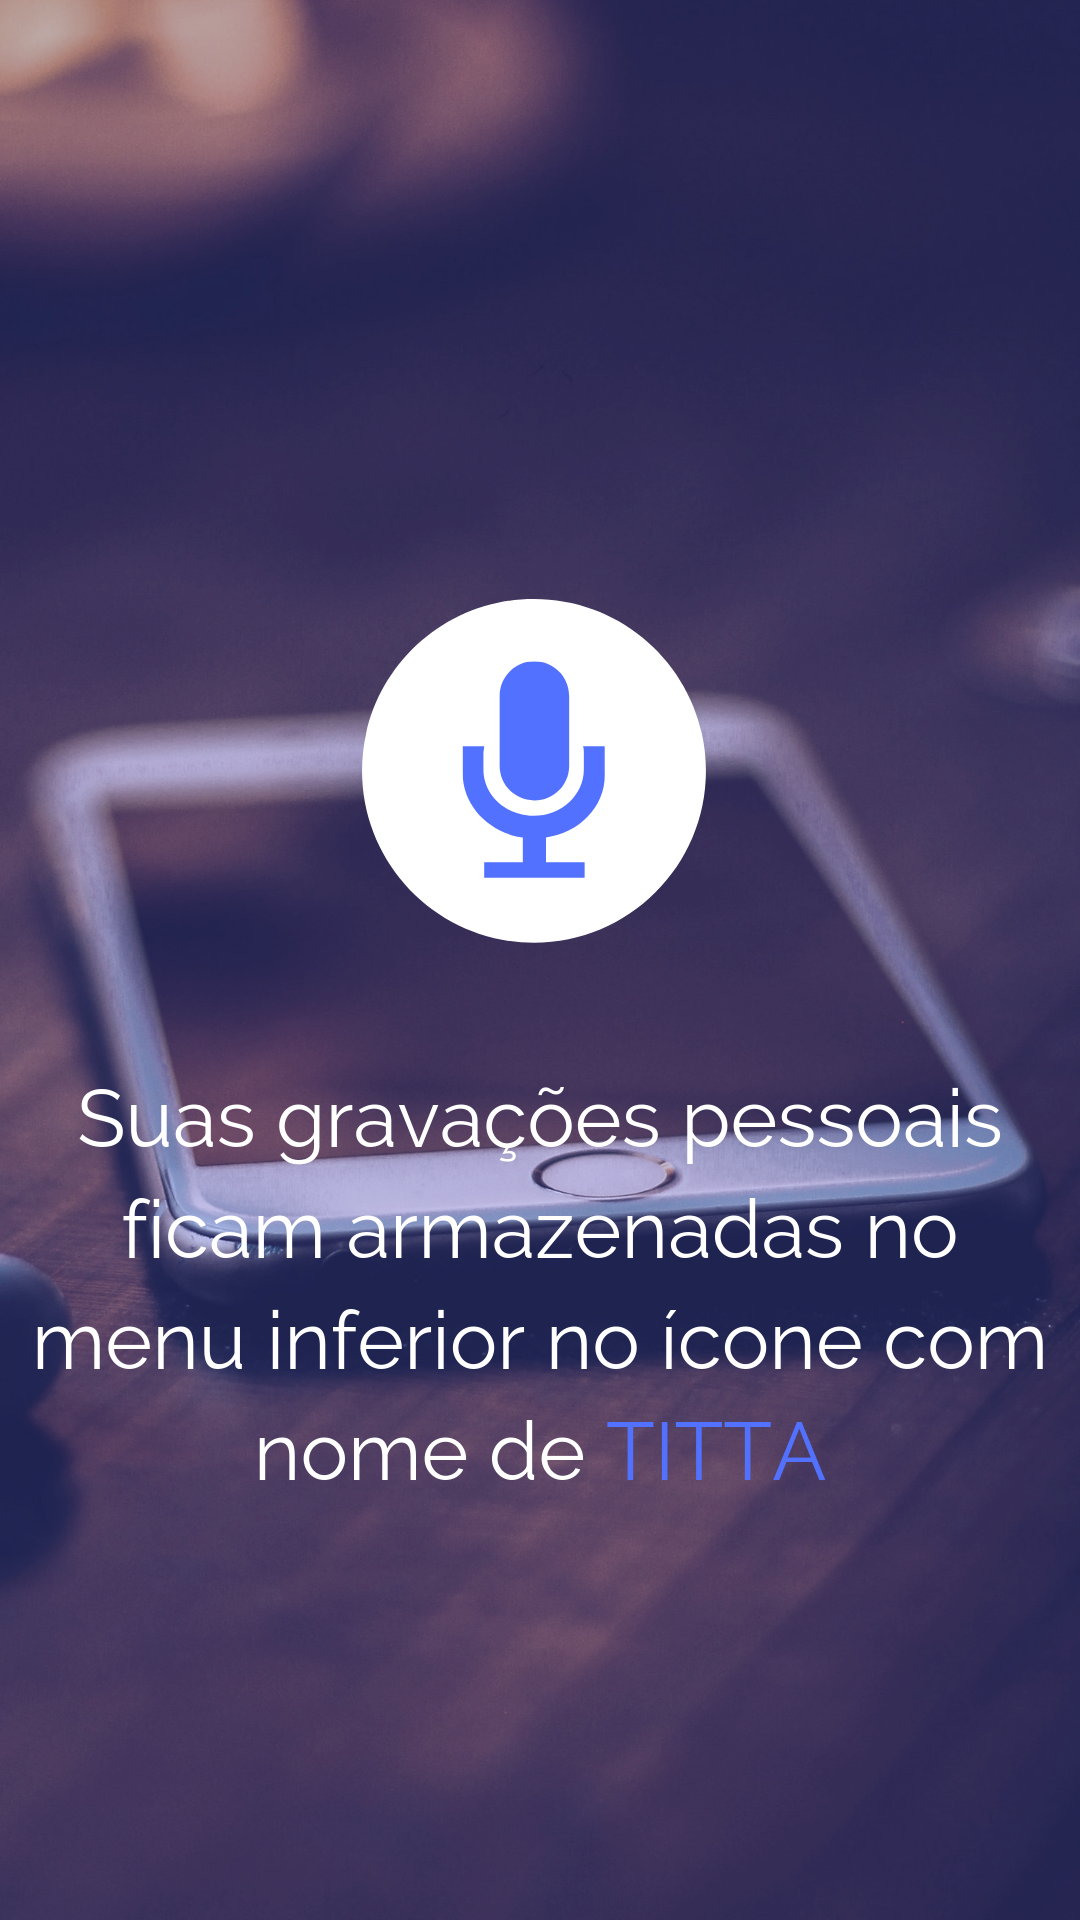 Suas gravações pessoais
ficam armazenadas no
menu inferior no ícone com
nome de TITTA